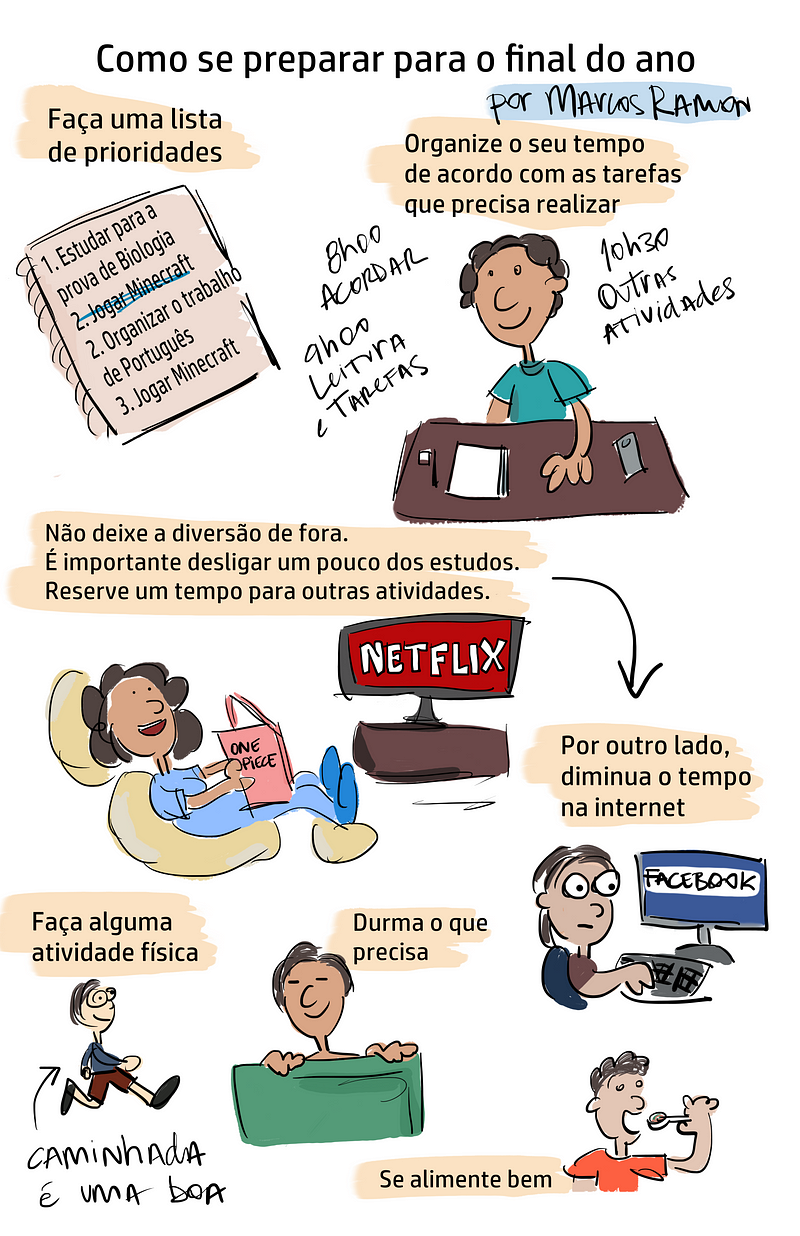 Como se preparar para o final do ano
por Marcos Ramon
Faça uma lista
de prioridades
1. Estudar para a
prova de Biologia
2. Jogar Minecraft
2. Organizar o trabalho
de Português
3. Jogar Minecraft
Organize o seu tempo
de acordo com as tarefas
que precisa realizar
8h00
ACORDAR
9h00
LEITURA
e TAREFAS
10h30
OUTRAS
ATIVIDADES
Não deixe a diversão de fora.
É importante desligar um pouco dos estudos.
Reserve um tempo para outras atividades.
NETFLIX
ONE
PIECE
Por outro lado,
diminua o tempo
na internet
FACEBOOK
Faça alguma
atividade física
CAMINHADA
É UMA BOA
Durma o que
precisa
Se alimente bem